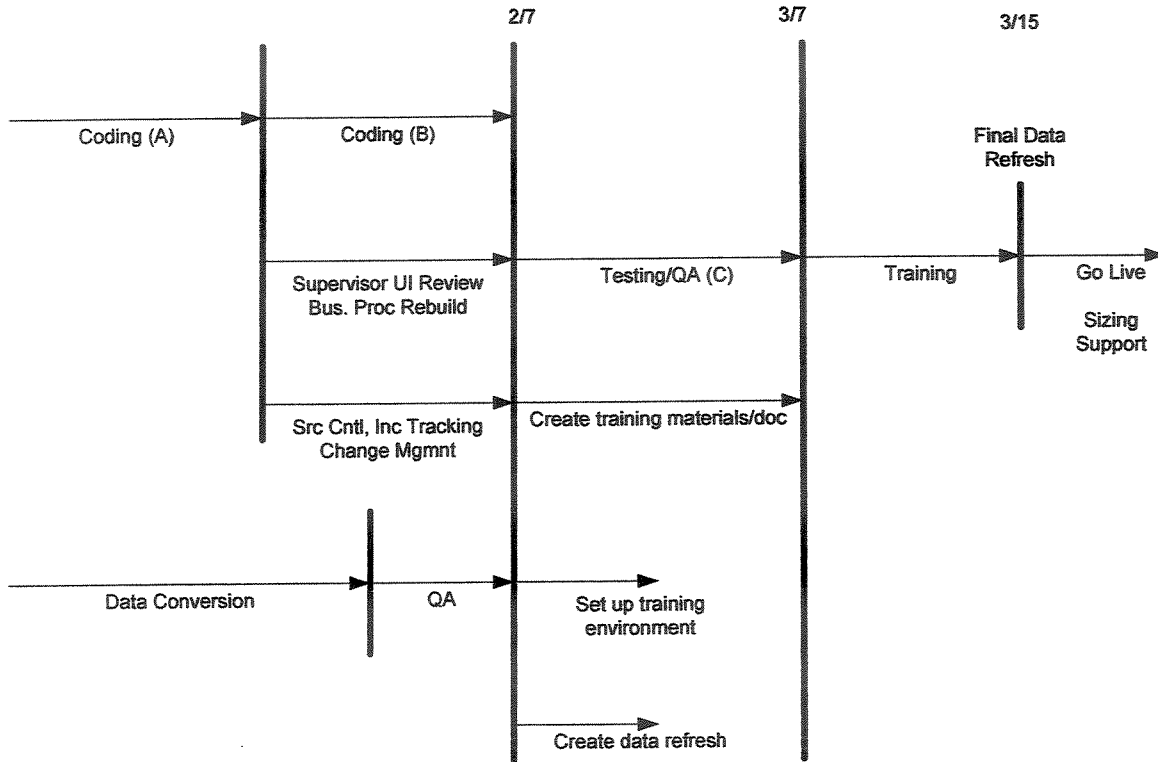 2/7
3/7
3/15
Coding (A)
Coding (B)
Final Data
Refresh
Supervisor UI Review
Bus. Proc Rebuild
Testing/QA (C)
Training
Go Live
Sizing
Support
Src Cntl, Inc Tracking
Change Mgmnt
Create training materials/doc
Data Conversion
QA
Set up training
environment
Create data refresh